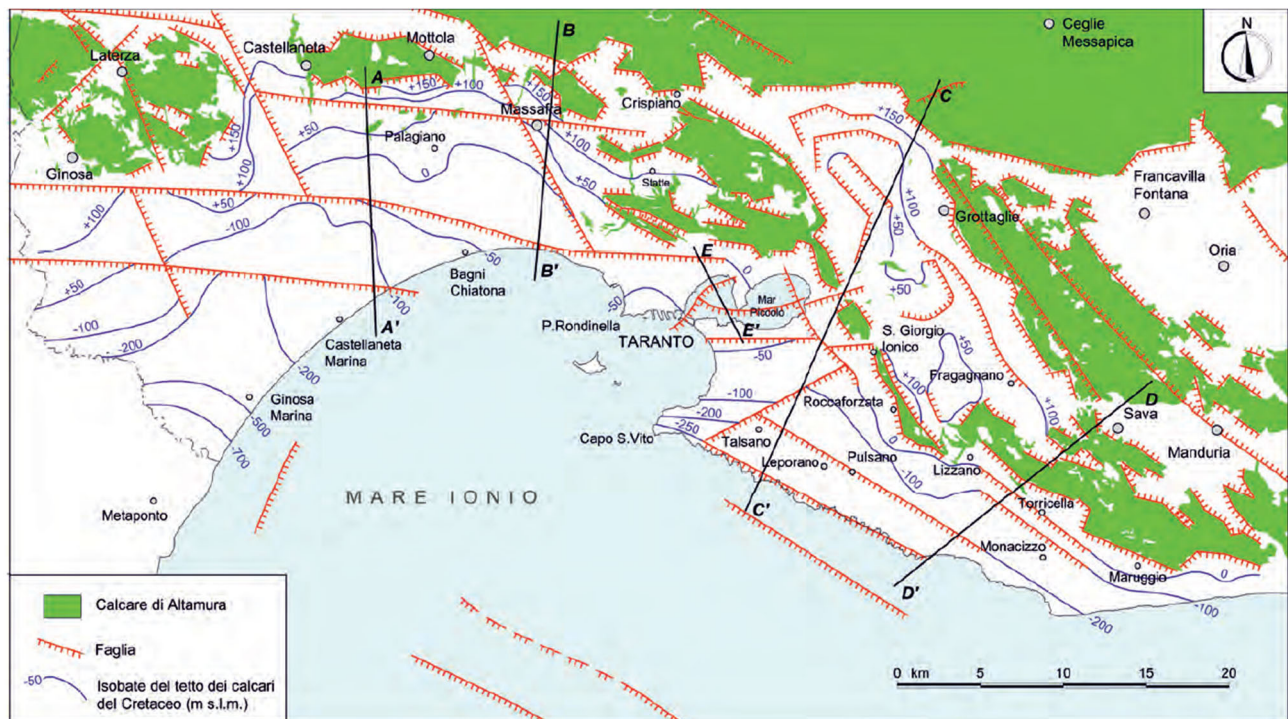 B
Ceglie
Messapica
N
Mottola
Castellaneta
Laterza
A
+150
+100
+150
C
Crispiano
Massafra
+150
+50
Palagiano
+100
+150
+100
0
Ginosa
Statte
+50
+100
Francavilla
Fontana
+100
+50
-100
+50
Grottaglie
Oria
E
-50
0
Bagni
Chiatona
B'
+50
+50
-100
-50
Mar
Piccolo
-100
A'
P.Rondinella
E'
TARANTO
S. Giorgio
Ionico
-200
Castellaneta
Marina
-50
+50
-200
Fragagnano
+100
D
Ginosa
Marina
-100
Roccaforzata
-500
-200
+100
Sava
-250
Capo S.Vito
Talsano
0
Manduria
-700
Leporano
Pulsano
Lizzano
-100
MARE IONIO
Metaponto
C'
Torricella
Monacizzo
Maruggio
0
D'
-100
-200
Calcare di Altamura
Faglia
-50
Isobate del tetto dei calcari
del Cretaceo (m s.l.m.)
0 km 5 10 15 20